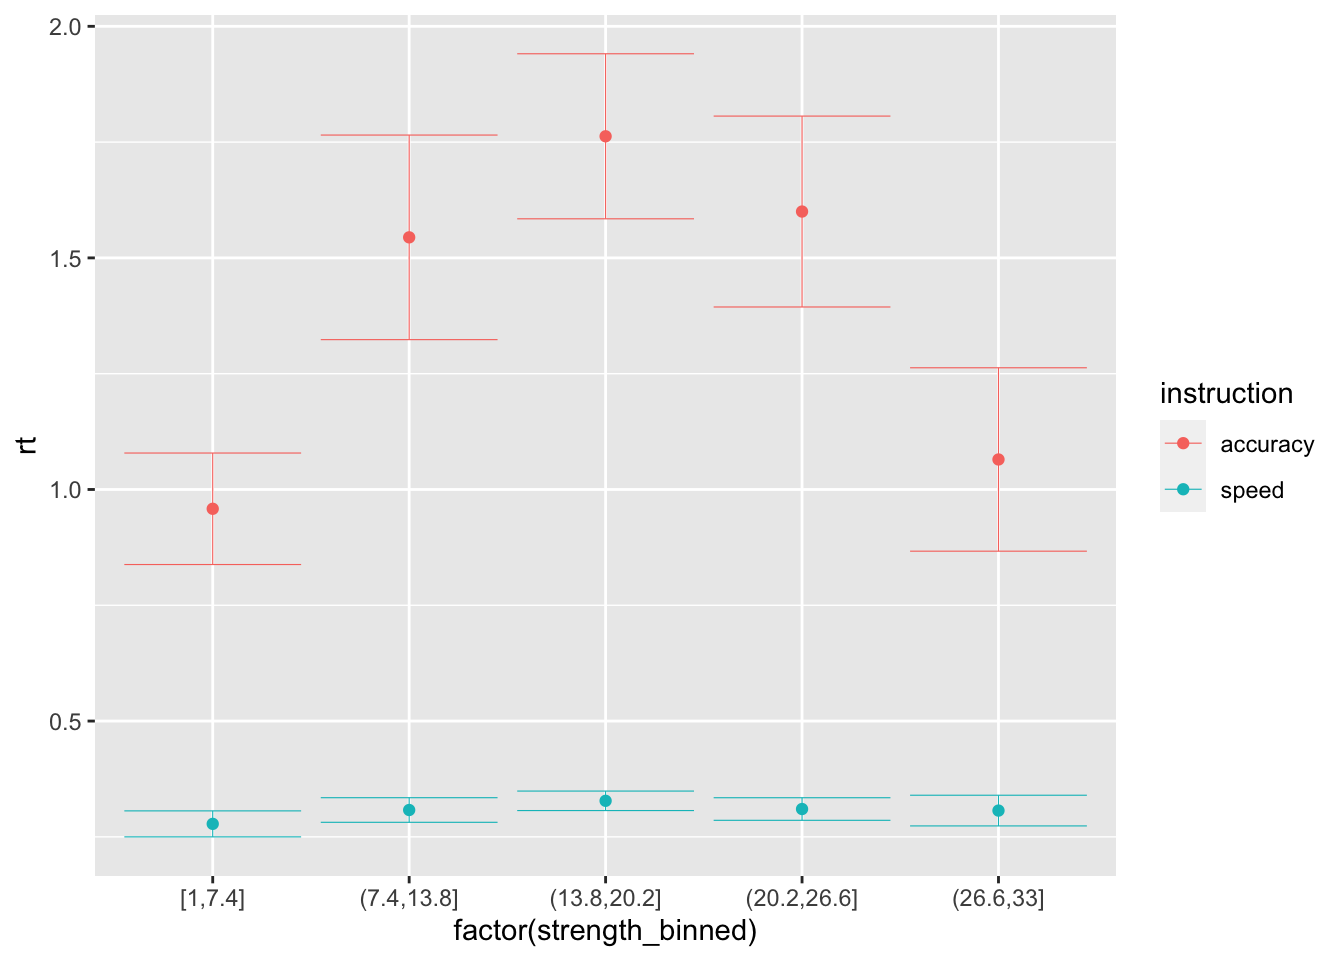 2.0
1.5
1.0
0.5
rt
[1,7.4]
(7.4,13.8]
(13.8,20.2]
(20.2,26.6]
(26.6,33]
factor(strength_binned)
instruction
accuracy
speed